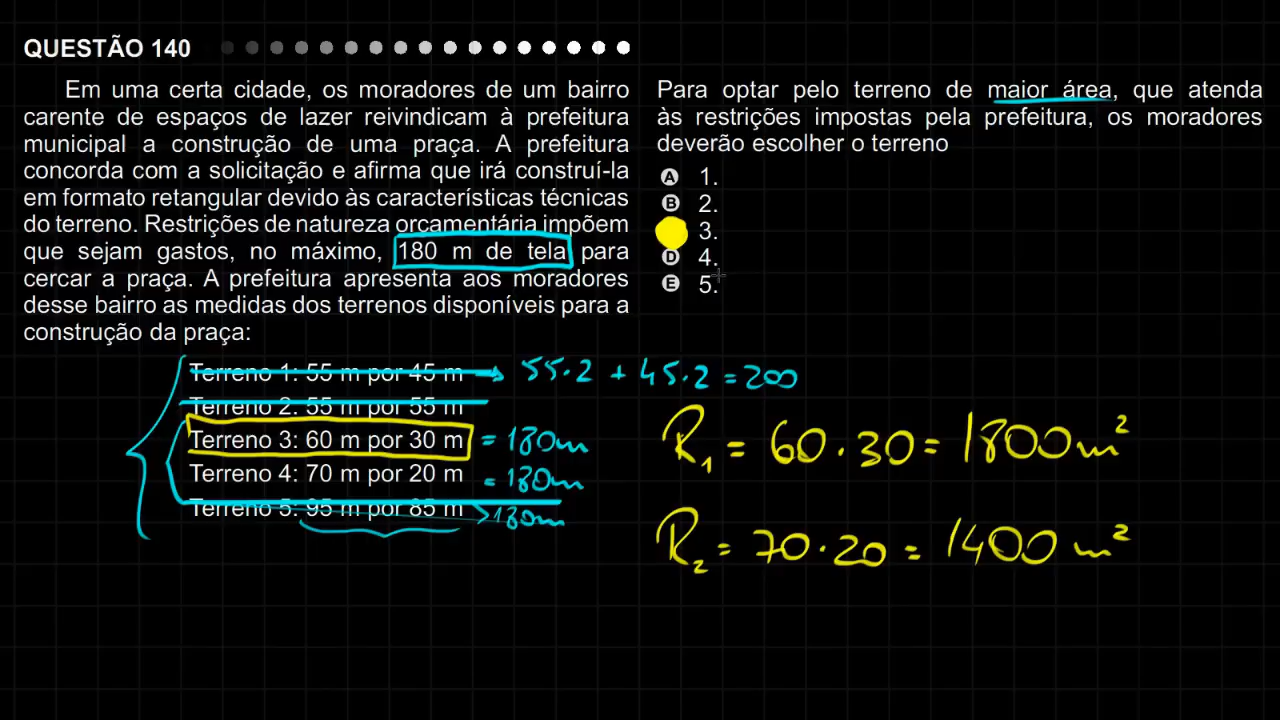 QUESTÃO 140
Em uma certa cidade, os moradores de um bairro
carente de espaços de lazer reivindicam à prefeitura
municipal a construção de uma praça. A prefeitura
concorda com a solicitação e afirma que irá construí-la
em formato retangular devido às características técnicas
do terreno. Restrições de natureza orçamentária impõem
que sejam gastos, no máximo, 180 m de tela para
cercar a praça. A prefeitura apresenta aos moradores
desse bairro as medidas dos terrenos disponíveis para a
construção da praça:
Terreno 1: 55 m por 45 m → 55.2 + 45.2 = 200
Terreno 2: 55 m por 55 m
Terreno 3: 60 m por 30 m = 180m
Terreno 4: 70 m por 20 m = 180m
Terreno 5: 95 m por 85 m >180m
Para optar pelo terreno de maior área, que atenda
às restrições impostas pela prefeitura, os moradores
deverão escolher o terreno
A 1.
B 2.
3.
D 4.
E 5.
R₁ = 60.30 = 1800m²
R₂ = 70.20 = 1400m²